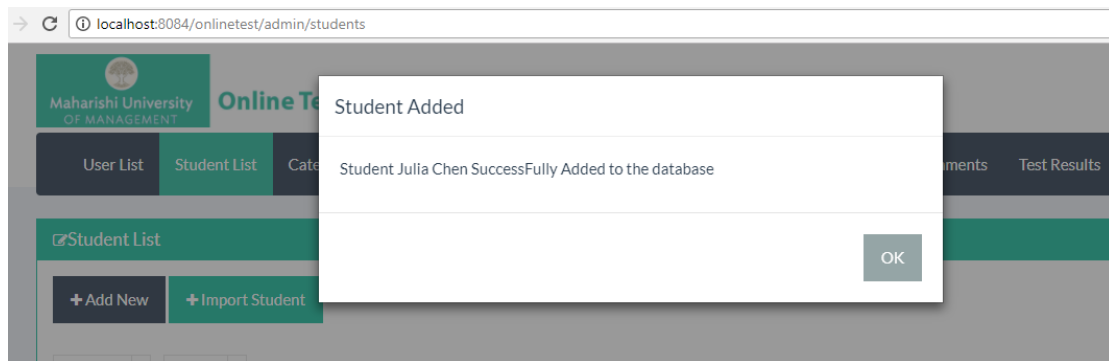 localhost:8084/onlinetest/admin/students
Maharishi University
OF MANAGEMENT
Online Te
Student Added
User List Student List Cate
Student Julia Chen SuccessFully Added to the database
nments Test Results
Student List
OK
+ Add New + Import Student